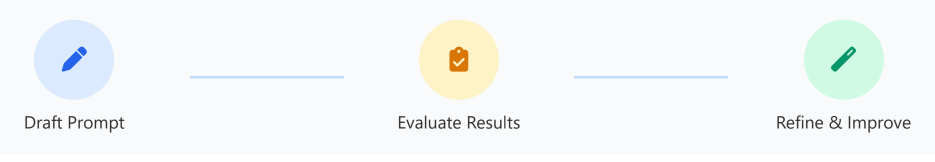 Draft Prompt
Evaluate Results
Refine & Improve